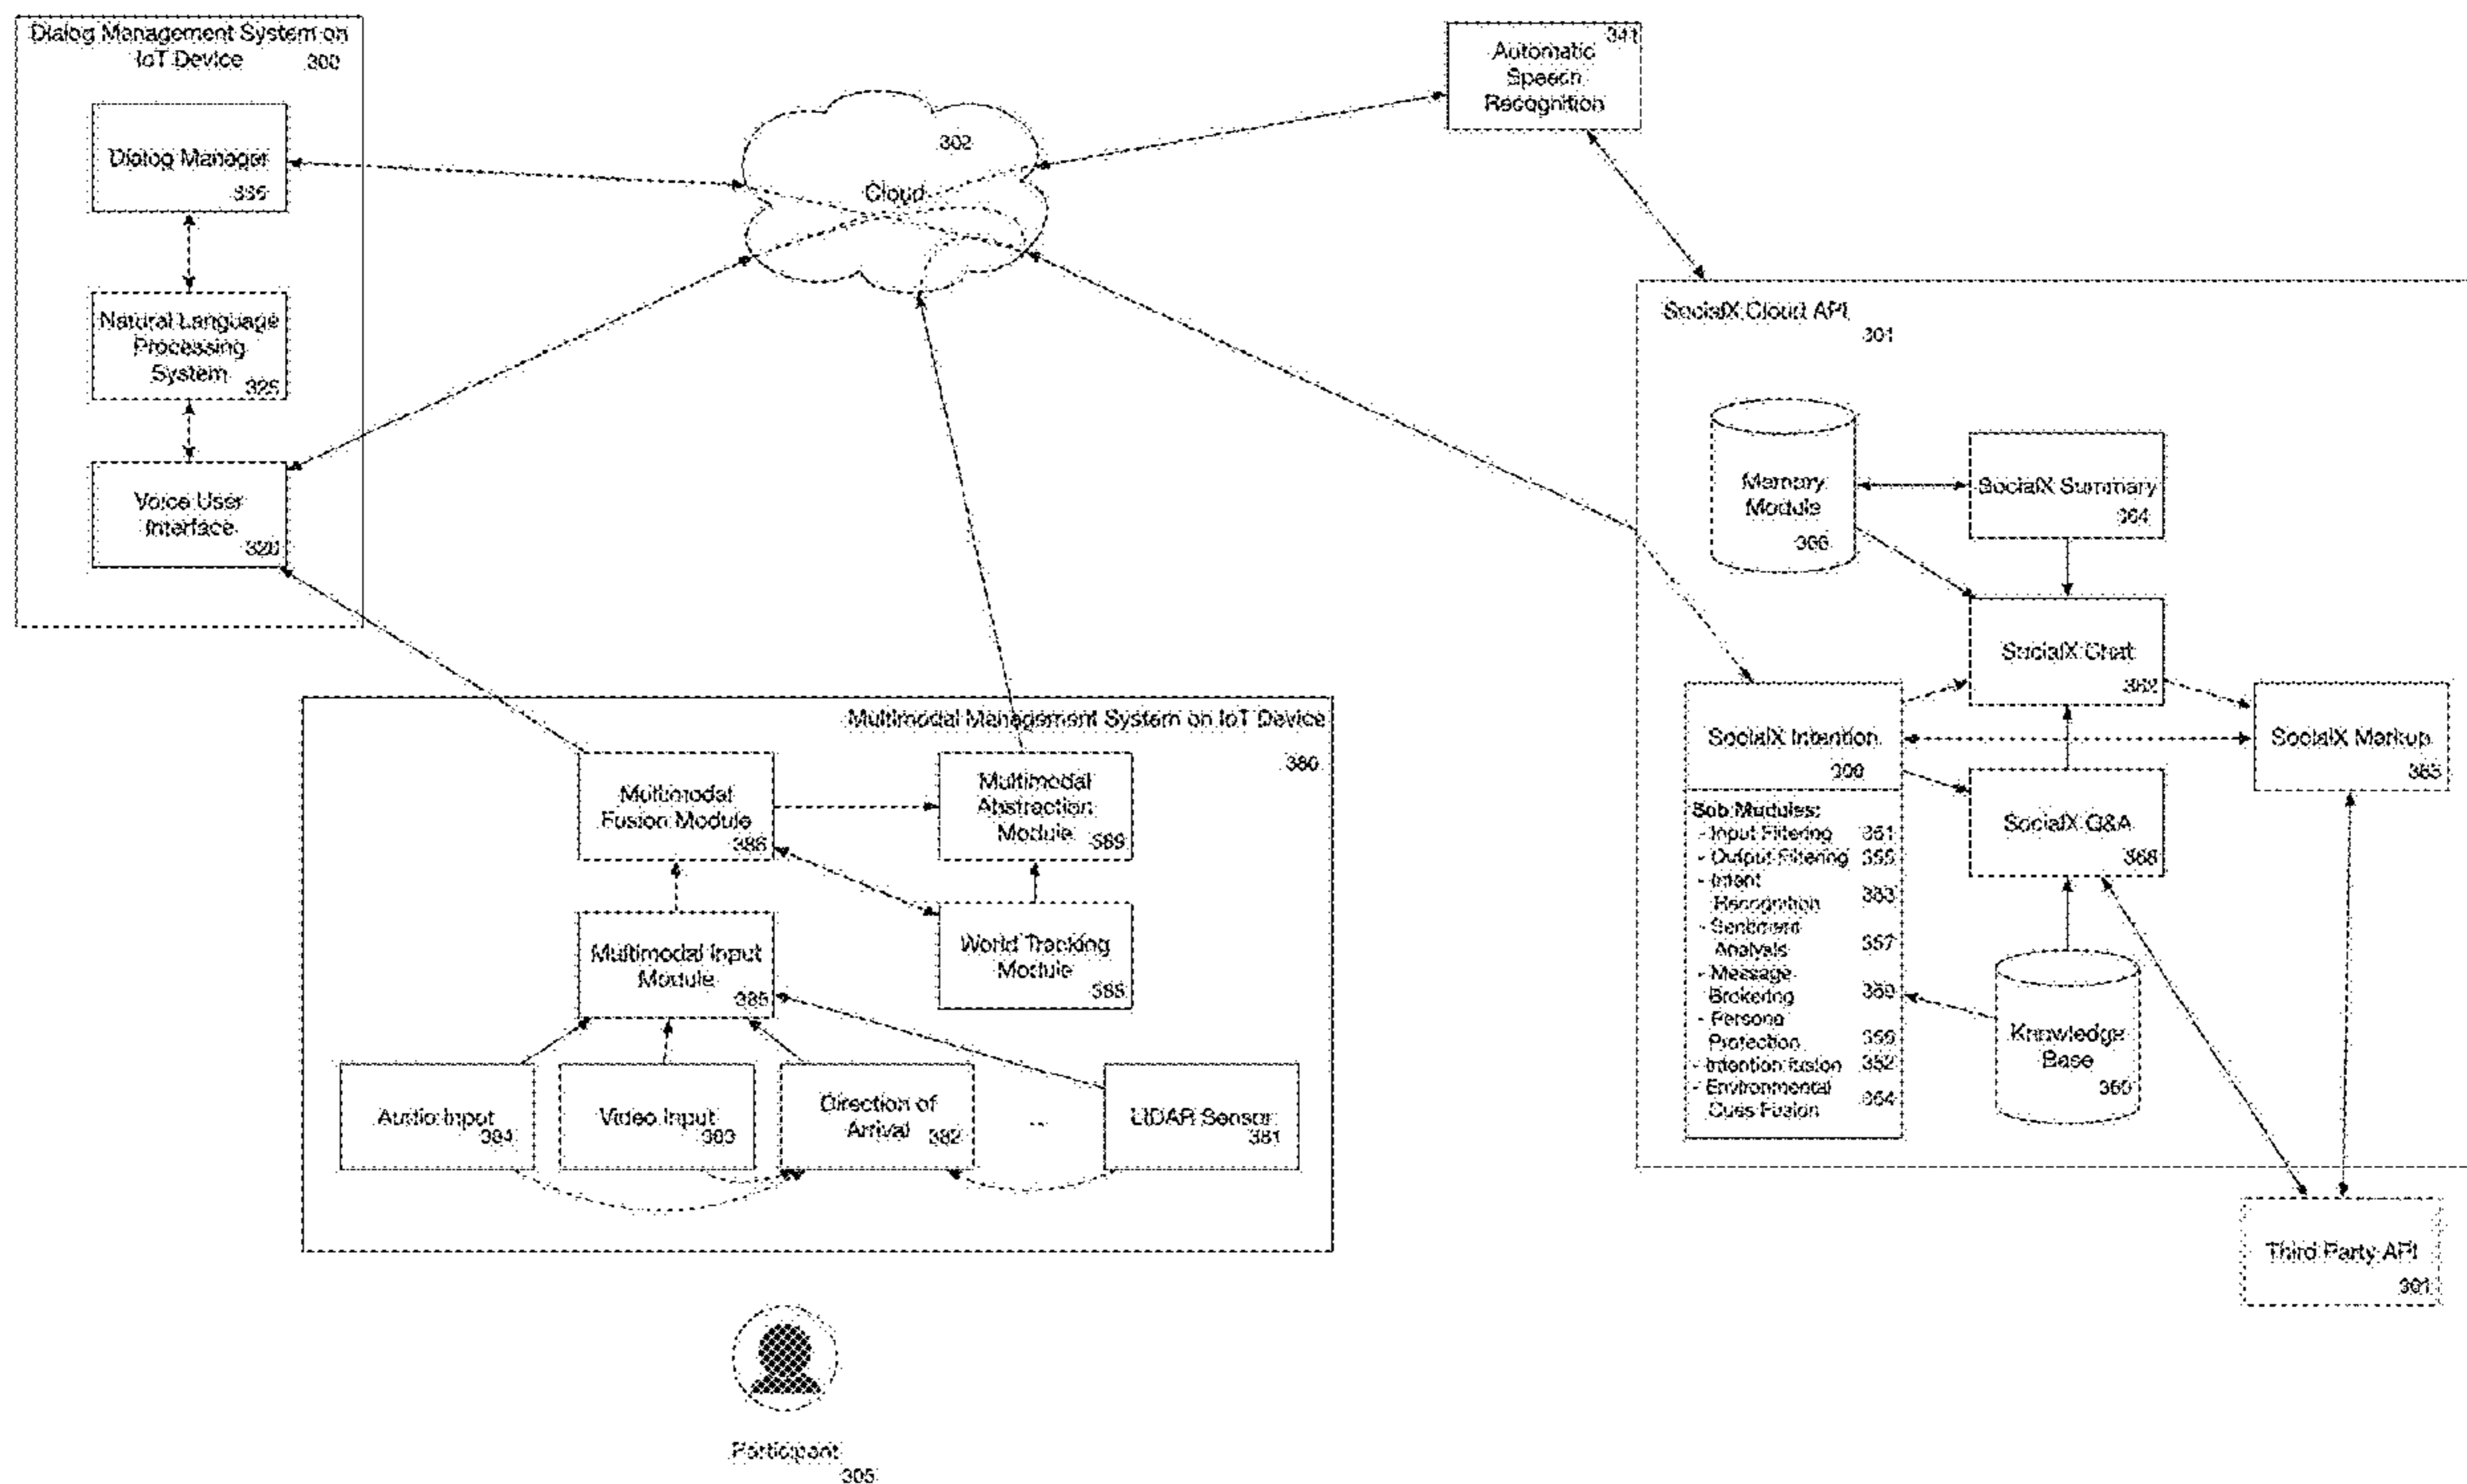 Dialog Management System on
IoT Device 300
Dialog Manager
335
Natural Language
Processing
System
325
Voice User
Interface
320
302
Cloud
341
Automatic
Speech
Recognition
SocialX Cloud API
301
Memory
Module
366
SocialX Summary
364
SocialX Chat
362
SocialX Intention
SocialX Markup
365
SocialX Q&A
368
Sub Modules:
- Input Filtering 351
- Output Filtering 355
- Intent
Recognition 353
- Sentiment
Analysis 357
- Message
Brokering
- Persona
Protection
- Intention fusion 352
- Environmental
Cues Fusion 354
Knowledge
Base
360
Third Party API
361
Multimodal Management System on IoT Device
380
Multimodal
Fusion Module
386
Multimodal
Abstraction
Module
389
Multimodal Input
Module
385
World Tracking
Module
388
Audio Input
384
Video Input
383
Direction of
Arrival
382
...
LIDAR Sensor
381
Participant
305